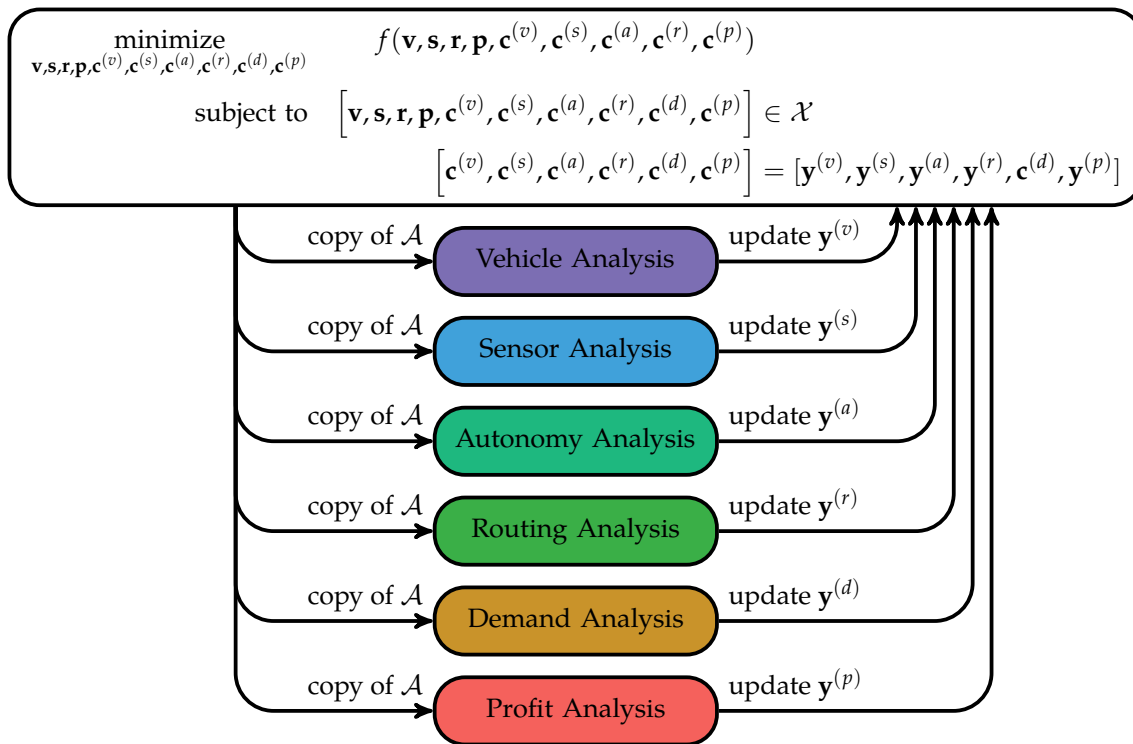 minimize f(𝐯, 𝐬, 𝐫, 𝐩, 𝐜^(v), 𝐜^(s), 𝐜^(a), 𝐜^(r), 𝐜^(p))
𝐯,𝐬,𝐫,𝐩,𝐜^(v),𝐜^(s),𝐜^(a),𝐜^(r),𝐜^(d),𝐜^(p)
subject to [𝐯, 𝐬, 𝐫, 𝐩, 𝐜^(v), 𝐜^(s), 𝐜^(a), 𝐜^(r), 𝐜^(d), 𝐜^(p)] ∈ 𝒳
[𝐜^(v), 𝐜^(s), 𝐜^(a), 𝐜^(r), 𝐜^(d), 𝐜^(p)] = [𝐲^(v), 𝐲^(s), 𝐲^(a), 𝐲^(r), 𝐜^(d), 𝐲^(p)]
copy of 𝒜 Vehicle Analysis update 𝐲^(v)
copy of 𝒜 Sensor Analysis update 𝐲^(s)
copy of 𝒜 Autonomy Analysis update 𝐲^(a)
copy of 𝒜 Routing Analysis update 𝐲^(r)
copy of 𝒜 Demand Analysis update 𝐲^(d)
copy of 𝒜 Profit Analysis update 𝐲^(p)